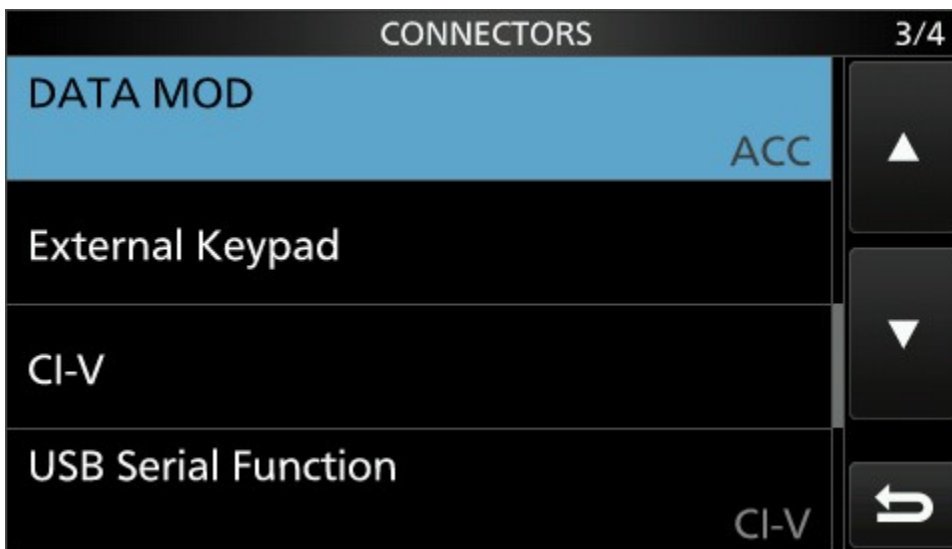 CONNECTORS 3/4
DATA MOD
ACC
External Keypad
CI-V
USB Serial Function
CI-V